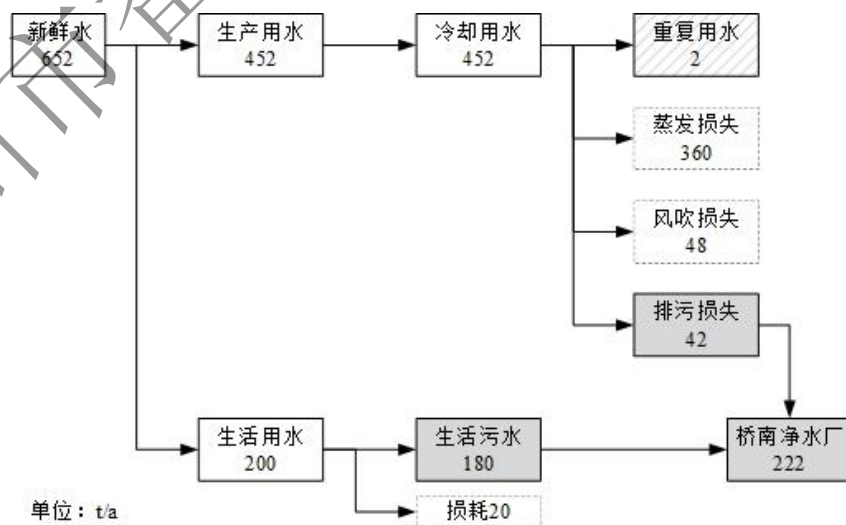 新鲜水
652
生产用水
452
冷却用水
452
重复用水
2
蒸发损失
360
风吹损失
48
排污损失
42
生活用水
200
生活污水
180
桥南净水厂
222
损耗20
单位：t/a